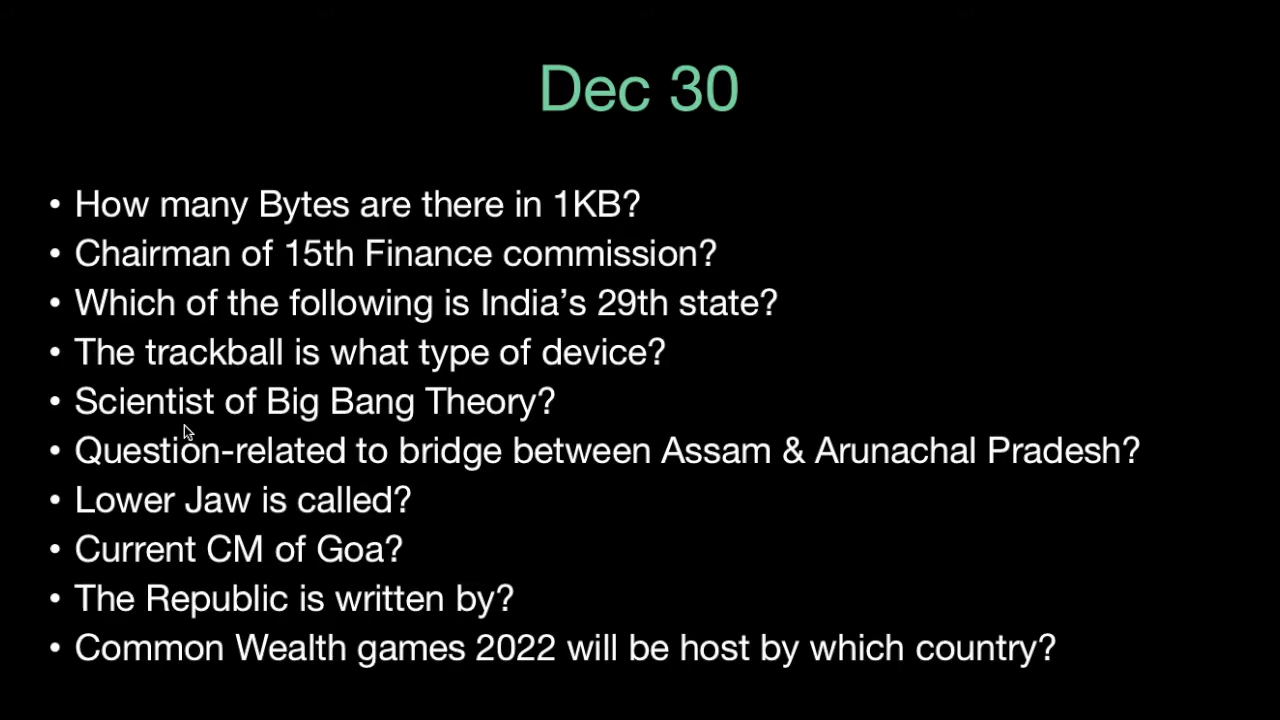 Dec 30
• How many Bytes are there in 1KB?
• Chairman of 15th Finance commission?
• Which of the following is India’s 29th state?
• The trackball is what type of device?
• Scientist of Big Bang Theory?
• Question-related to bridge between Assam & Arunachal Pradesh?
• Lower Jaw is called?
• Current CM of Goa?
• The Republic is written by?
• Common Wealth games 2022 will be host by which country?